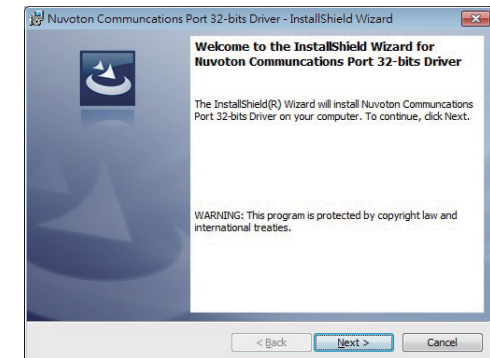 Nuvoton Communcations Port 32-bits Driver - InstallShield Wizard
Welcome to the InstallShield Wizard for
Nuvoton Communcations Port 32-bits Driver
The InstallShield(R) Wizard will install Nuvoton Communcations
Port 32-bits Driver on your computer. To continue, click Next.
WARNING: This program is protected by copyright law and
international treaties.
< Back Next > Cancel